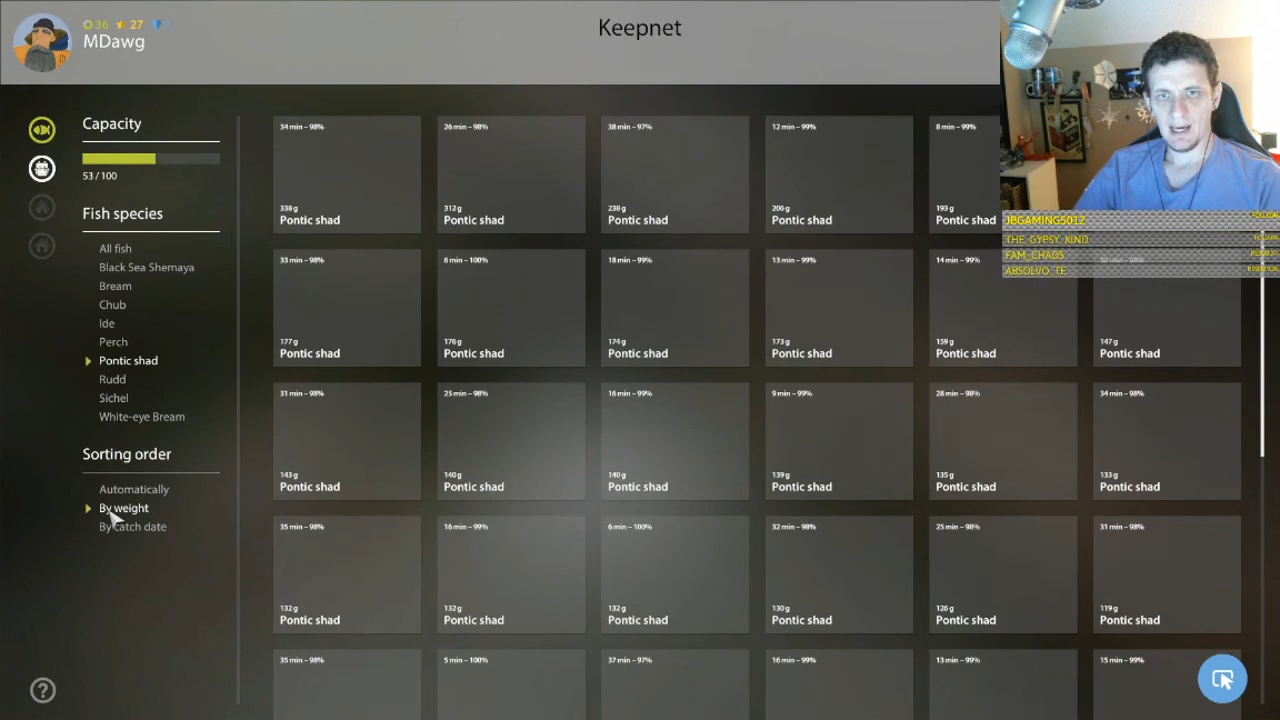 36 27
MDawg
Keepnet
Capacity
53 / 100
Fish species
All fish
Black Sea Shemaya
Bream
Chub
Ide
Perch
Pontic shad
Rudd
Sichel
White-eye Bream
Sorting order
Automatically
By weight
By catch date
34 min – 98%
338 g
Pontic shad
26 min – 98%
312 g
Pontic shad
38 min – 97%
238 g
Pontic shad
12 min – 99%
206 g
Pontic shad
8 min – 99%
193 g
Pontic shad
JBGAMING5012
THE_GYPSY_KIND
FAM_CHAOS
ABSOLVO_TE
33 min – 98%
177 g
Pontic shad
6 min – 100%
176 g
Pontic shad
18 min – 99%
174 g
Pontic shad
13 min – 99%
173 g
Pontic shad
14 min – 99%
159 g
Pontic shad
147 g
Pontic shad
31 min – 98%
143 g
Pontic shad
25 min – 98%
140 g
Pontic shad
16 min – 99%
140 g
Pontic shad
9 min – 99%
139 g
Pontic shad
28 min – 98%
135 g
Pontic shad
34 min – 98%
133 g
Pontic shad
35 min – 98%
132 g
Pontic shad
16 min – 99%
132 g
Pontic shad
6 min – 100%
132 g
Pontic shad
32 min – 98%
130 g
Pontic shad
25 min – 98%
126 g
Pontic shad
31 min – 98%
119 g
Pontic shad
35 min – 98%
5 min – 100%
37 min – 97%
16 min – 99%
13 min – 99%
15 min – 99%
?